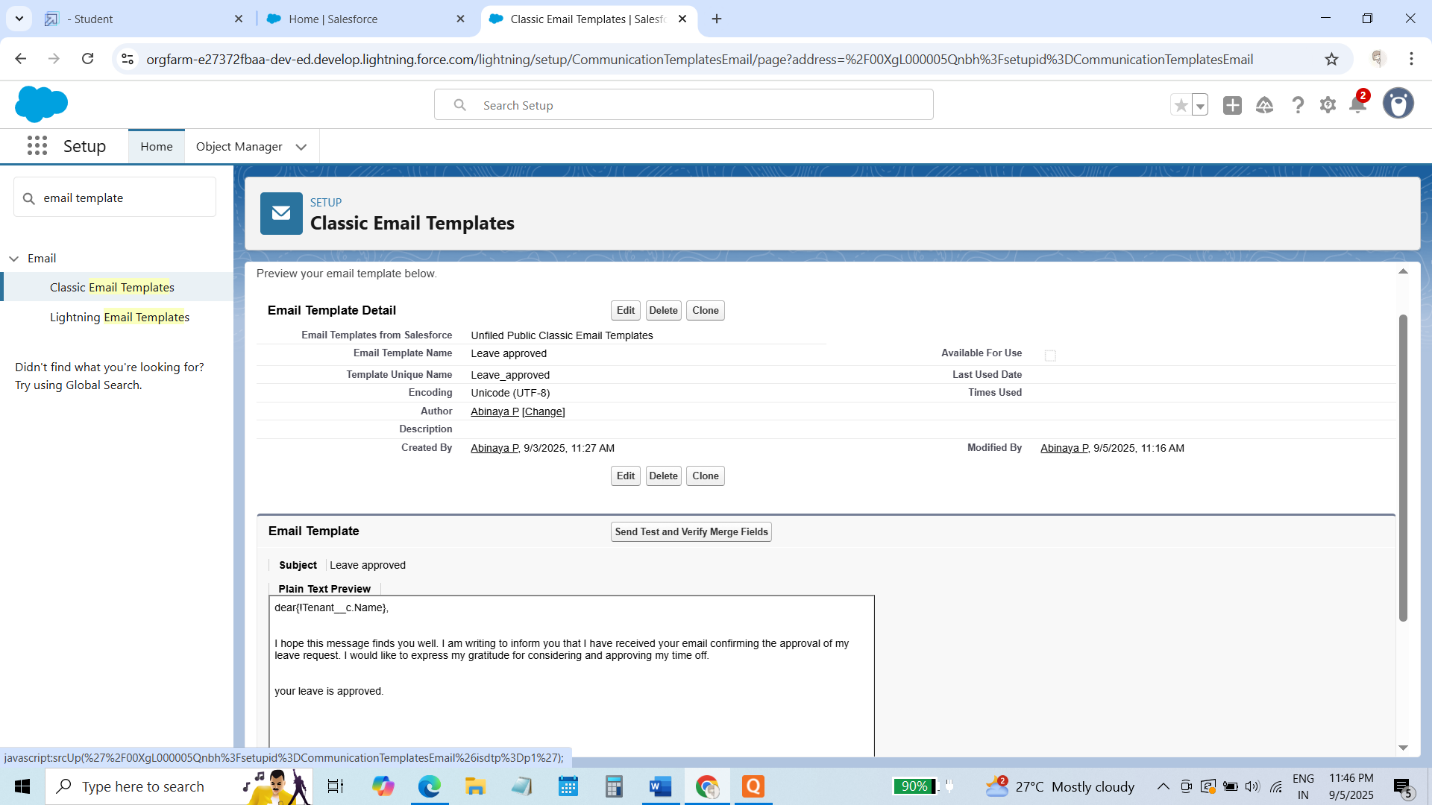 - Student
Home | Salesforce
Classic Email Templates | Salesf
orgfarm-e27372fbaa-dev-ed.develop.lightning.force.com/lightning/setup/CommunicationTemplatesEmail/page?address=%2F00XgL000005Qnbh%3Fsetupid%3DCommunicationTemplatesEmail
Search Setup
2
Setup
Home
Object Manager
email template
Email
Classic Email Templates
Lightning Email Templates
Didn't find what you're looking for?
Try using Global Search.
SETUP
Classic Email Templates
Preview your email template below.
Email Template Detail
Edit Delete Clone
Email Templates from Salesforce Unfiled Public Classic Email Templates
Email Template Name Leave approved Available For Use
Template Unique Name Leave_approved Last Used Date
Encoding Unicode (UTF-8) Times Used
Author Abinaya P [Change]
Description
Created By Abinaya P, 9/3/2025, 11:27 AM Modified By Abinaya P, 9/5/2025, 11:16 AM
Edit Delete Clone
Email Template Send Test and Verify Merge Fields
Subject Leave approved
Plain Text Preview
dear{!Tenant__c.Name},
I hope this message finds you well. I am writing to inform you that I have received your email confirming the approval of my
leave request. I would like to express my gratitude for considering and approving my time off.
your leave is approved.
javascript:srcUp(%27%2F00XgL000005Qnbh%3Fsetupid%3DCommunicationTemplatesEmail%26isdtp%3Dp1%27);
Type here to search
90%
2
27°C Mostly cloudy
ENG
IN
11:46 PM
9/5/2025
5